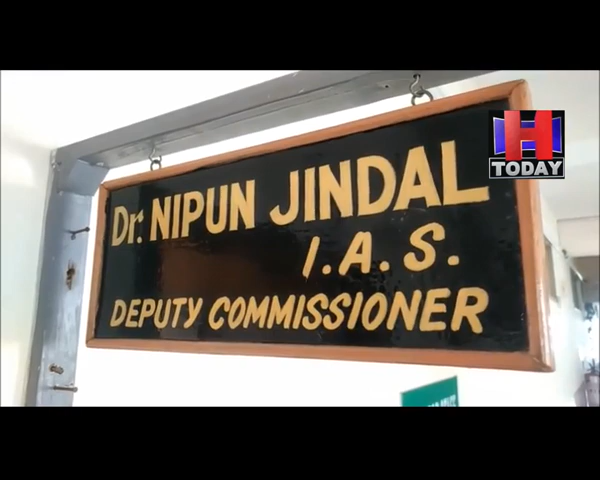 Dr. NIPUN JINDAL
I.A.S.
DEPUTY COMMISSIONER
H
TODAY